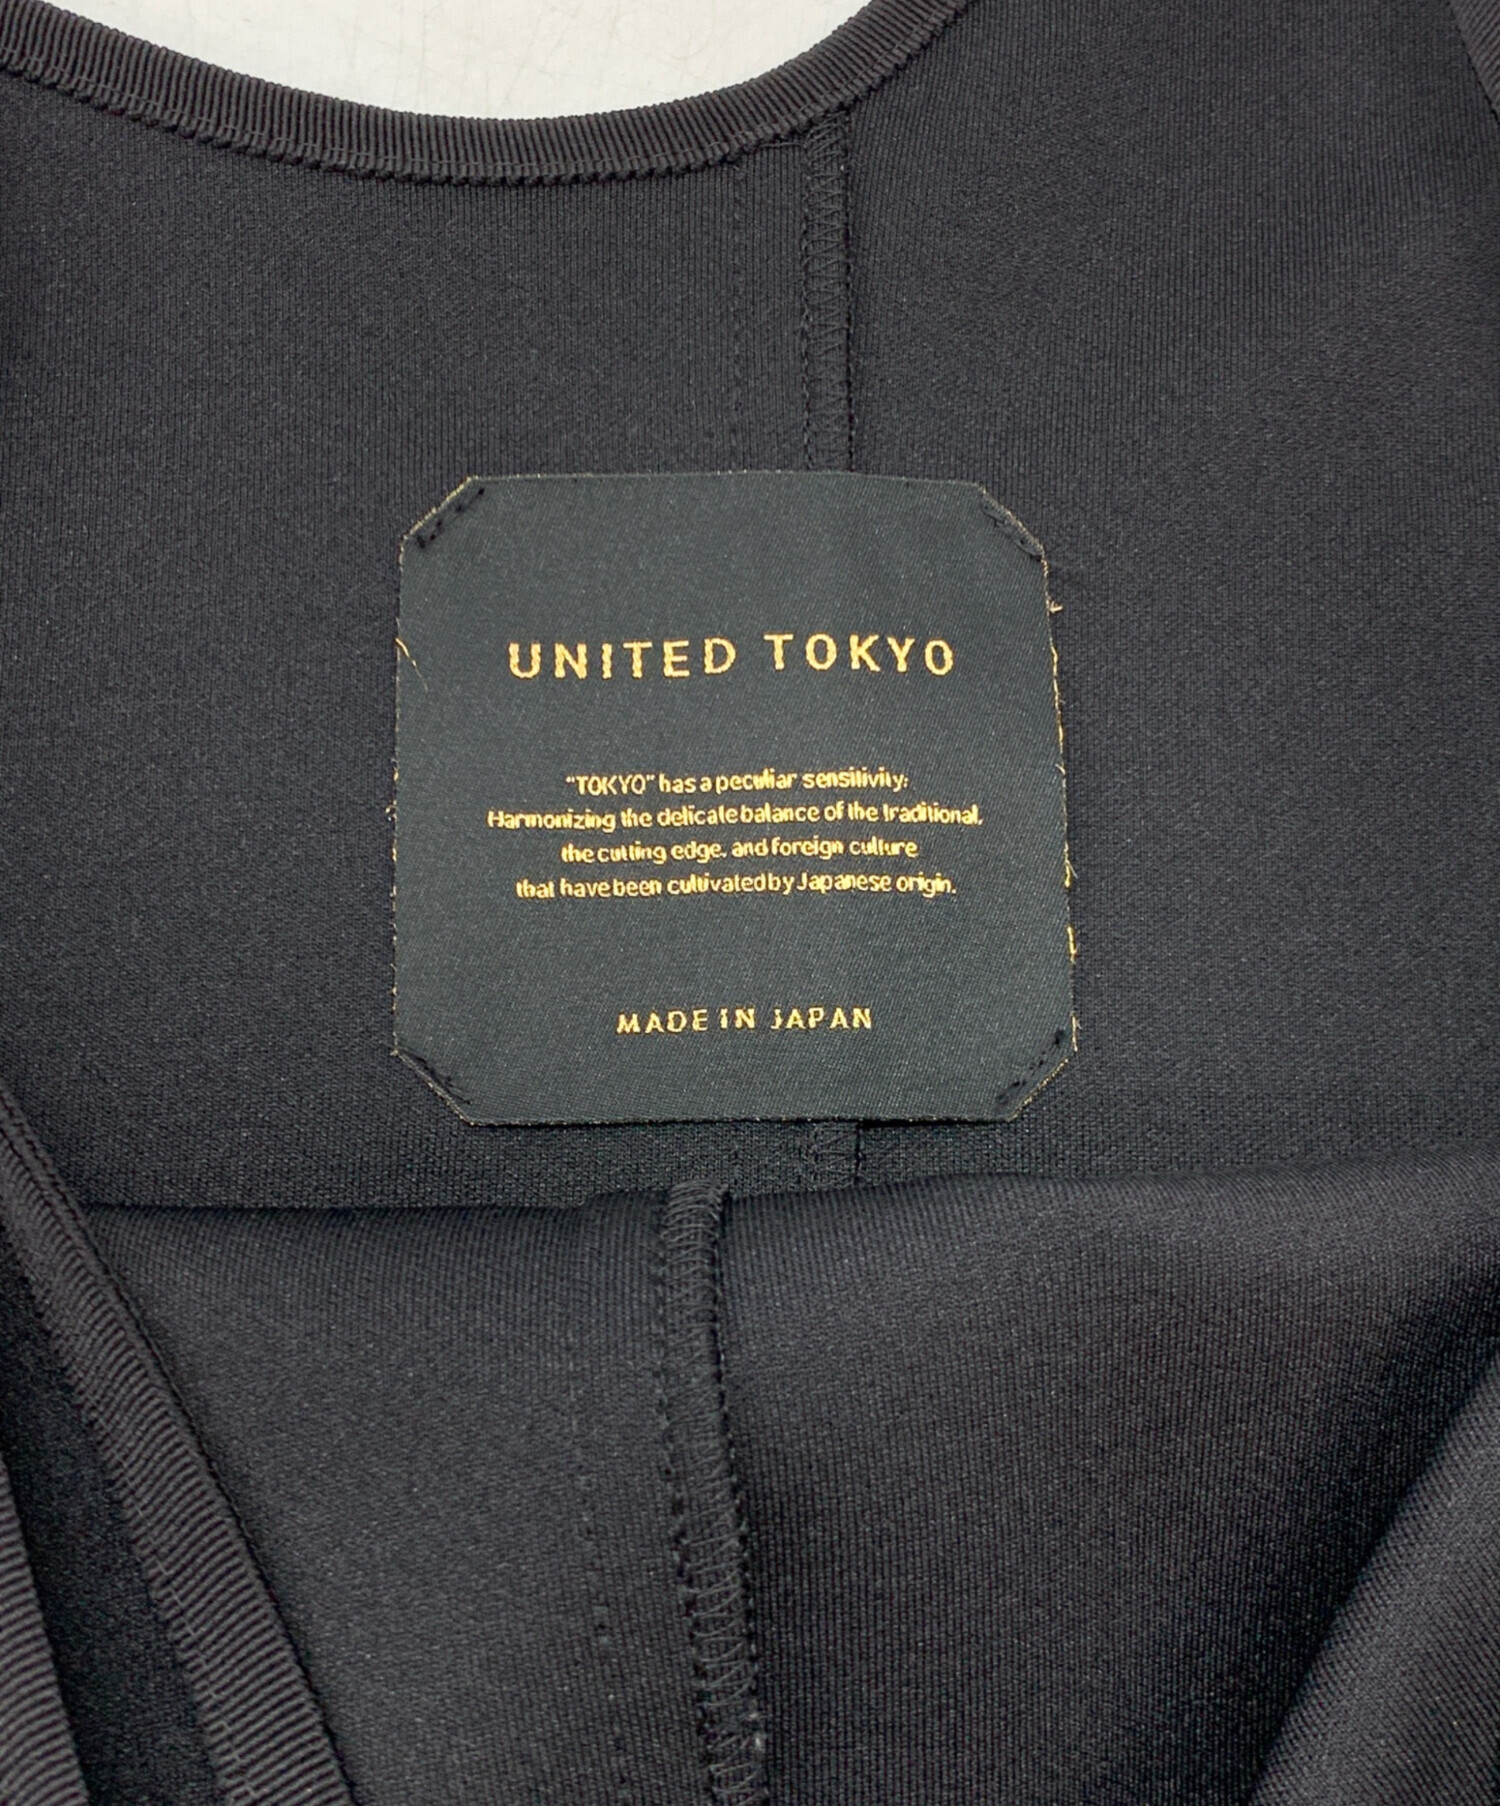 UNITED TOKYO
"TOKYO" has a peculiar sensitivity.
Harmonizing the delicate balance of the traditional,
the cutting edge, and foreign culture
that have been cultivated by Japanese origin.
MADE IN JAPAN